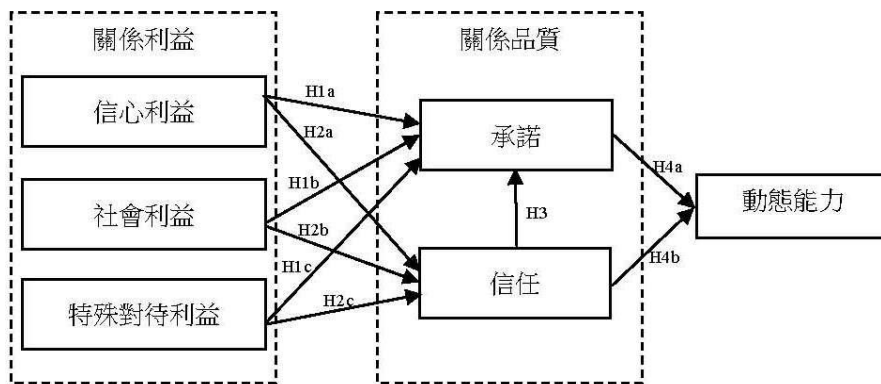 關係利益
信心利益
社會利益
特殊對待利益
H1a
H2a
H1b
H2b
H1c
H2c
關係品質
承諾
H3
信任
H4a
H4b
動態能力